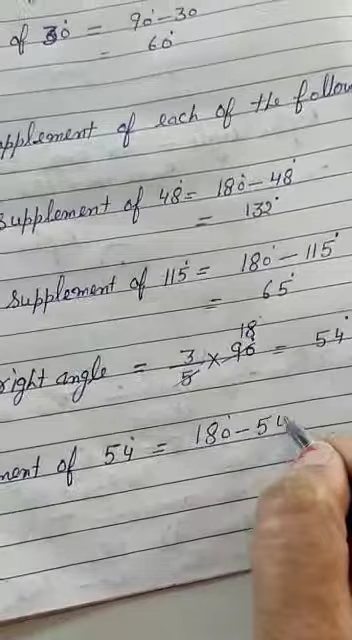 of 30° = 90° - 30
= 60°
supplement of each of the follow
supplement of 48° = 180° - 48°
= 132°
supplement of 115° = 180° - 115°
= 65°
right angle = 3/5 × 90 18 = 54°
ment of 54° = 180° - 54